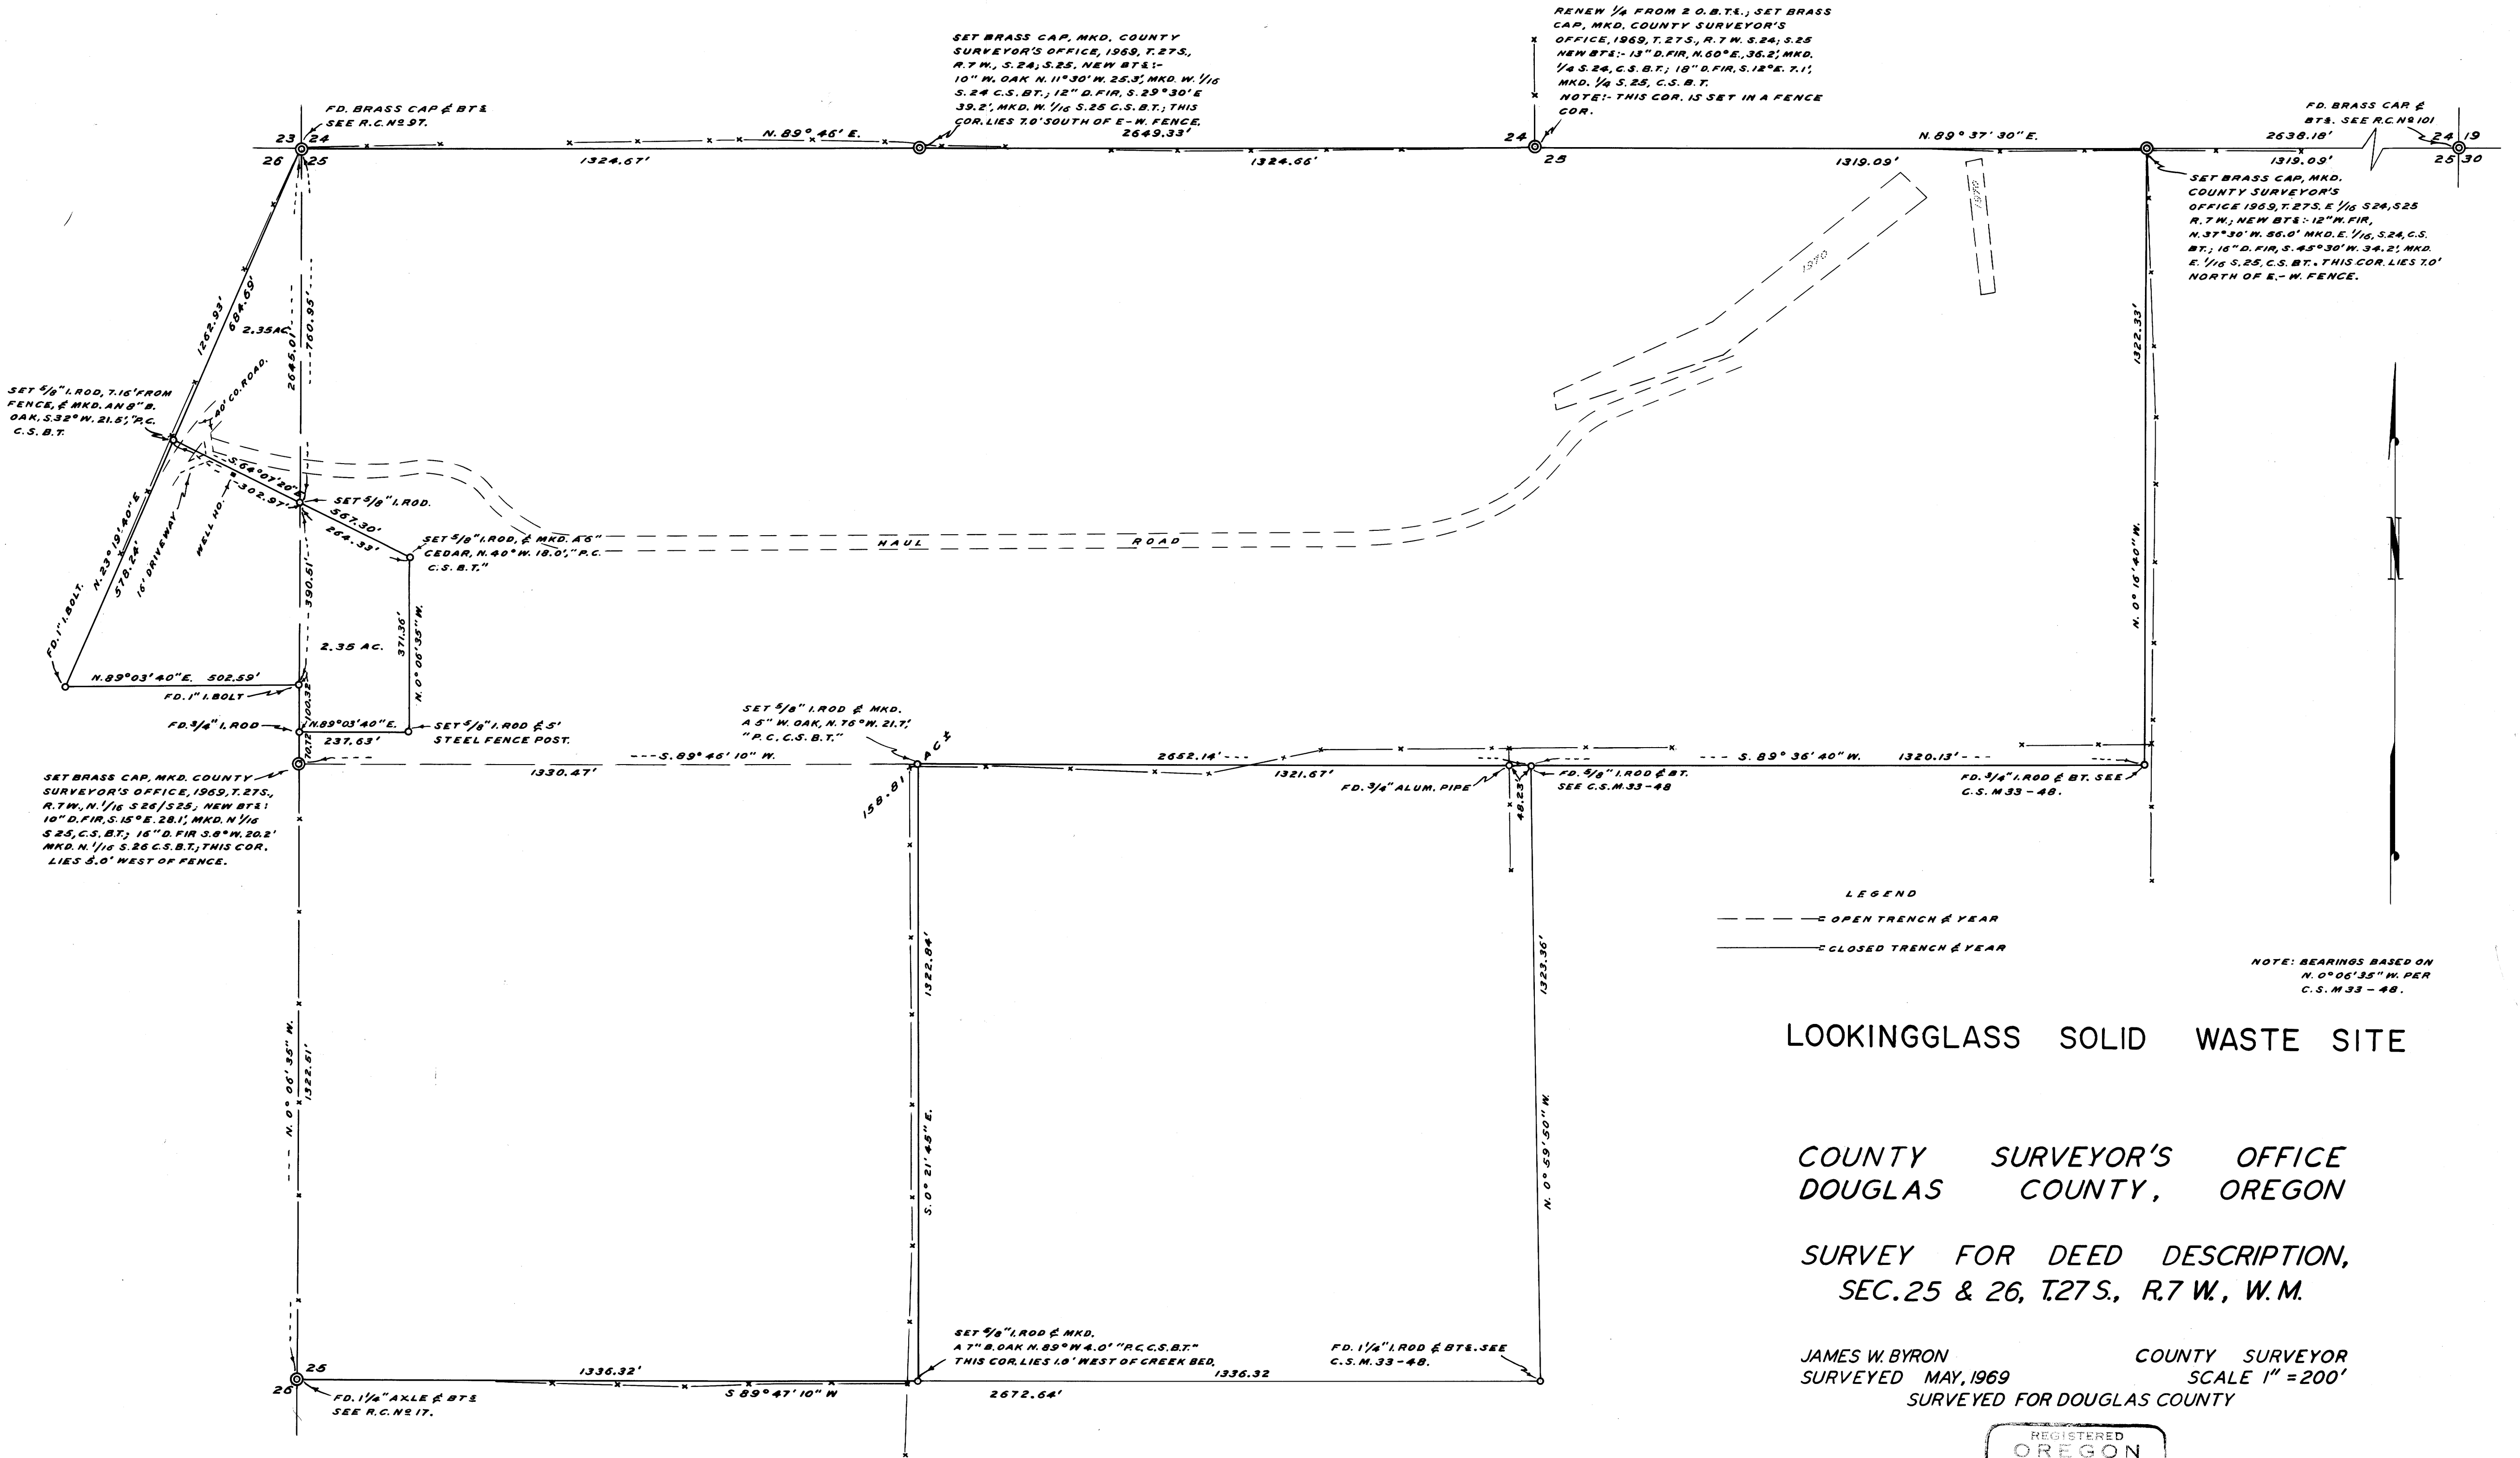 FD. BRASS CAP & BTS
SEE R.C. Nº 97.
23 24
26 25
SET BRASS CAP, MKD. COUNTY
SURVEYOR'S OFFICE, 1969, T.27S.,
R.7 W., S.24; S.25, NEW BTS:-
10" W. OAK N. 11°30' W. 25.3', MKD. W. 1/16
S.24 C.S. BT.; 12" D.FIR, S.29°30'E
39.2', MKD. W. 1/16 S.25 C.S.B.T.; THIS
COR. LIES 7.0' SOUTH OF E-W. FENCE.
N. 89° 46' E.
2649.33'
1324.67'
1324.66'
RENEW 1/4 FROM 2 O.B.T.S.; SET BRASS
CAP, MKD. COUNTY SURVEYOR'S
OFFICE, 1969, T.27S., R.7W. S.24; S.25
NEW BTS:- 13" D.FIR, N.60°E., 36.2', MKD.
1/4 S.24, C.S.B.T.; 18" D.FIR, S.12°E. 7.1',
MKD. 1/4 S.25, C.S.B.T.
NOTE:- THIS COR. IS SET IN A FENCE
COR.
24
25
N. 89° 37' 30" E.
2638.18'
1319.09'
1319.09'
FD. BRASS CAP &
BTS. SEE R.C. Nº 101
24 19
25 30
SET BRASS CAP, MKD.
COUNTY SURVEYOR'S
OFFICE 1969, T.27S. E 1/16 S24, S25
R.7W.; NEW BTS:- 12" W.FIR,
N.37°30' W. 56.0' MKD. E. 1/16, S.24, C.S.
BT.; 16" D.FIR, S.45°30' W. 34.2', MKD.
E. 1/16 S.25, C.S. BT. THIS COR. LIES 7.0'
NORTH OF E.-W. FENCE.
1970
1970
1262.93'
684.69'
2.35 AC.
2645.01'
760.95'
40' CO. ROAD.
SET 5/8" I. ROD, 7.16' FROM
FENCE, & MKD. AN 8" B.
OAK, S.32° W. 21.5', "P.C.
C.S.B.T.
S.64°07'20"E
302.97'
SET 5/8" I. ROD.
567.30'
264.33'
SET 5/8" I. ROD, & MKD. A 6"
CEDAR, N.40° W. 18.0', "P.C.
C.S.B.T."
HAUL ROAD
N. 23°19'40"E
578.24'
16' DRIVEWAY
WELL HO.
FD. 1" I. BOLT.
390.51'
2.35 AC.
371.36'
N. 0° 06'35" W.
N. 89°03'40"E. 502.59'
FD. 1" I. BOLT
100.32'
FD. 3/4" I. ROD
N.89°03'40"E.
237.63'
SET 5/8" I. ROD & 5'
STEEL FENCE POST.
70.72'
1322.33'
N. 0° 16' 40" W.
N
SET BRASS CAP, MKD. COUNTY
SURVEYOR'S OFFICE, 1969, T.27S.,
R.7W., N. 1/16 S26/S25; NEW BTS:
10" D.FIR, S.15°E. 28.1', MKD. N 1/16
S 25, C.S. B.T.; 16" D.FIR S.8° W. 20.2'
MKD. N. 1/16 S.26 C.S.B.T.; THIS COR.
LIES 5.0' WEST OF FENCE.
S. 89° 46' 10" W.
1330.47'
SET 5/8" I. ROD & MKD.
A 5" W. OAK, N. 76° W. 21.7',
"P.C. C.S.B.T."
158.81 AC±
2652.14'
1321.67'
FD. 3/4" ALUM. PIPE
48.23'
FD. 5/8" I. ROD & BT.
SEE C.S. M.33-48
S. 89° 36' 40" W. 1320.13'
FD. 3/4" I. ROD & BT. SEE
C.S. M 33-48.
LEGEND
= OPEN TRENCH & YEAR
= CLOSED TRENCH & YEAR
NOTE: BEARINGS BASED ON
N. 0°06'35" W. PER
C.S. M 33-48.
N. 0° 06' 35" W.
1322.51'
1322.84'
S. 0° 21' 45" E.
1323.36'
N. 0° 59' 50" W.
LOOKINGGLASS SOLID WASTE SITE
COUNTY SURVEYOR'S OFFICE
DOUGLAS COUNTY, OREGON
SURVEY FOR DEED DESCRIPTION,
SEC. 25 & 26, T.27 S., R.7 W., W.M.
JAMES W. BYRON COUNTY SURVEYOR
SURVEYED MAY, 1969 SCALE 1" = 200'
SURVEYED FOR DOUGLAS COUNTY
REGISTERED
OREGON
25
26
FD. 1 1/4" AXLE & BTS
SEE R.C. Nº 17.
1336.32'
S 89°47' 10" W
2672.64'
SET 5/8" I. ROD & MKD.
A 7" B.OAK N. 89° W 4.0' "P.C.C.S.B.T."
THIS COR. LIES 1.0' WEST OF CREEK BED.
FD. 1 1/4" I. ROD & BTS. SEE
C.S. M. 33-48.
1336.32